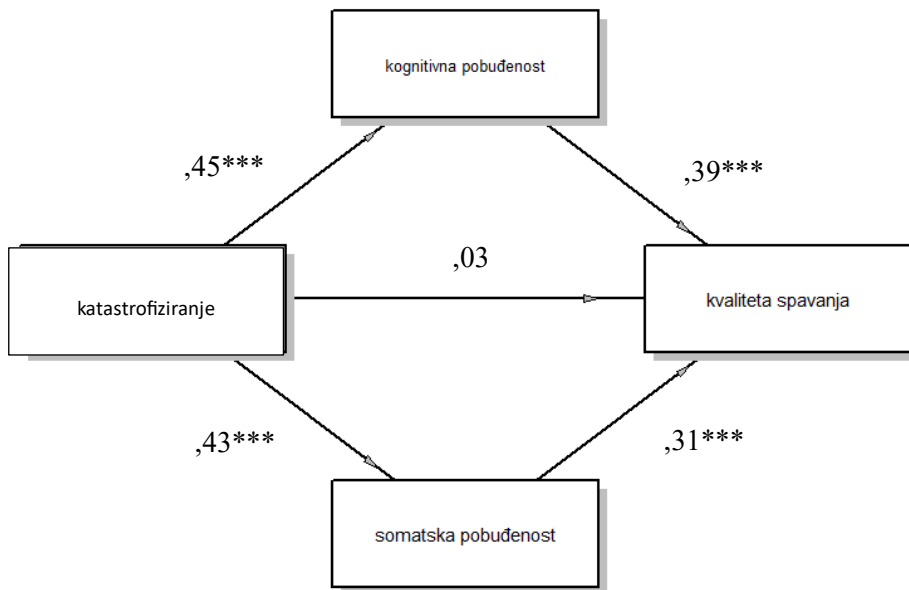 kognitivna pobuđenost
,45***
,39***
,03
katastrofiziranje
kvaliteta spavanja
,43***
,31***
somatska pobuđenost